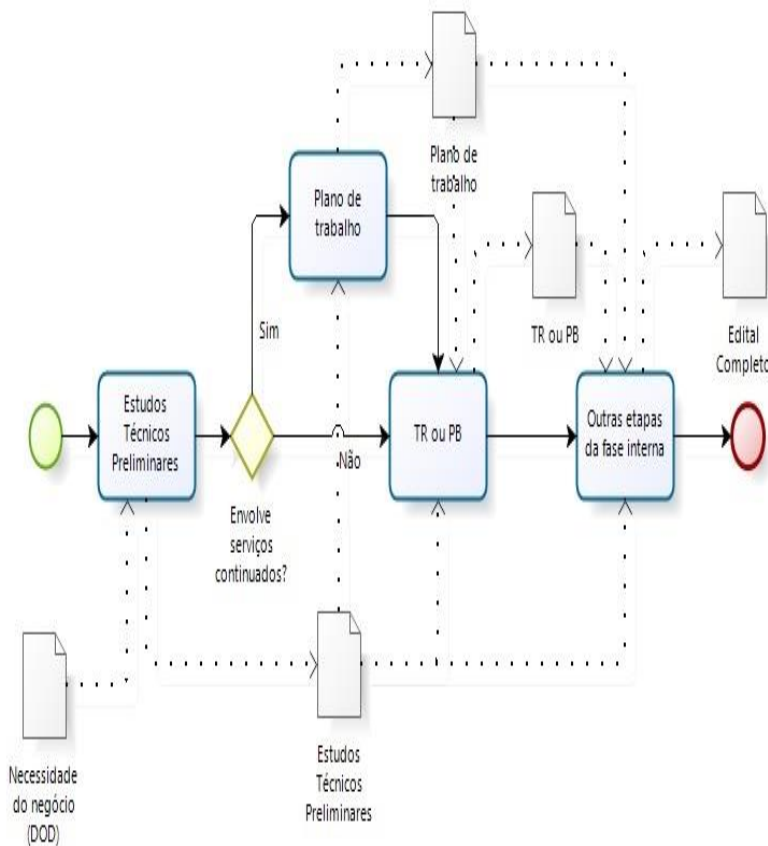 Plano de
trabalho
Plano de
trabalho
Sim
TR ou PB
Edital
Completo
Estudos
Técnicos
Preliminares
TR ou PB
Outras etapas
da fase interna
Não
Envolve
serviços
continuados?
Necessidade
do negócio
(DOD)
Estudos
Técnicos
Preliminares